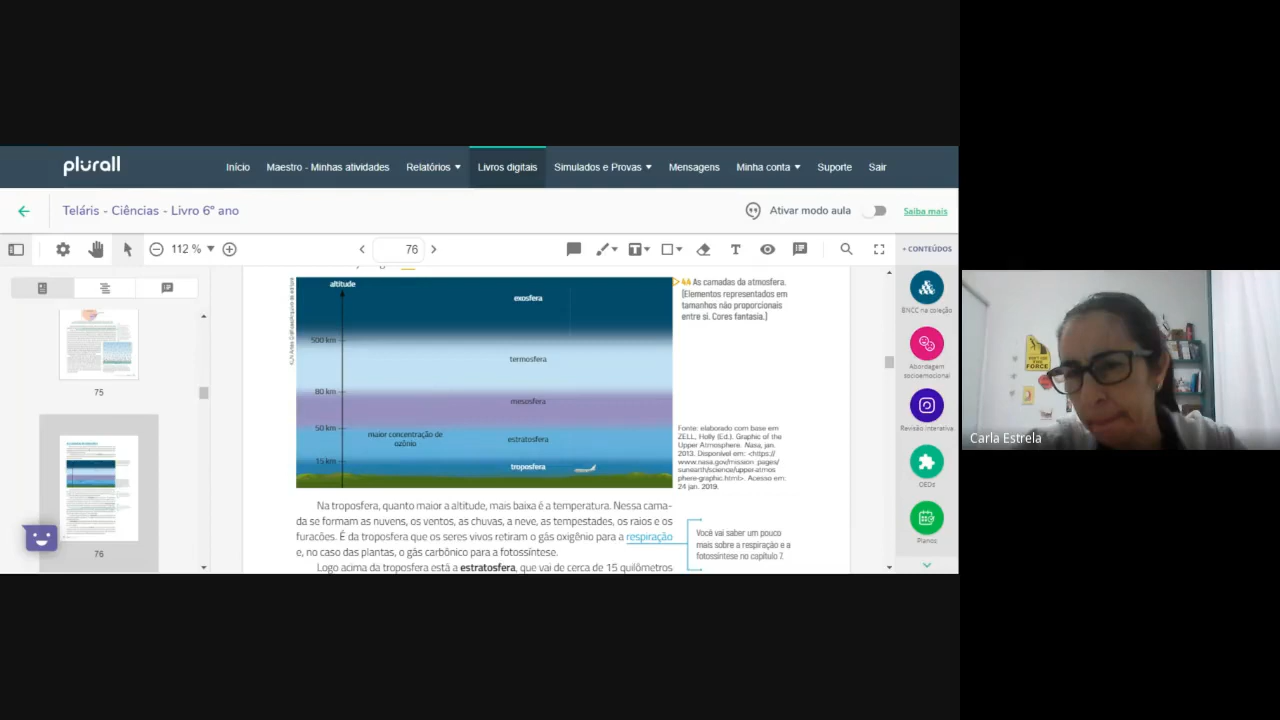 plurall
Início
Maestro - Minhas atividades
Relatórios
Livros digitais
Simulados e Provas
Mensagens
Minha conta
Suporte
Sair
Teláris - Ciências - Livro 6º ano
Ativar modo aula
Saiba mais
112 %
76
+ CONTEÚDOS
altitude
exosfera
500 km
termosfera
80 km
mesosfera
50 km
maior concentração de
ozônio
estratosfera
15 km
troposfera
4.4 As camadas da atmosfera.
(Elementos representados em
tamanhos não proporcionais
entre si. Cores fantasia.)
Fonte: elaborado com base em
ZELL, Holly (Ed.). Graphic of the
Upper Atmosphere. Nasa, jan.
2013. Disponível em: <https://
www.nasa.gov/mission_pages/
sunearth/science/upper-atmos
phere-graphic.html>. Acesso em:
24 jan. 2019.
Na troposfera, quanto maior a altitude, mais baixa é a temperatura. Nessa cama-
da se formam as nuvens, os ventos, as chuvas, a neve, as tempestades, os raios e os
furacões. É da troposfera que os seres vivos retiram o gás oxigênio para a respiração
e, no caso das plantas, o gás carbônico para a fotossíntese.
Logo acima da troposfera está a estratosfera, que vai de cerca de 15 quilômetros
Você vai saber um pouco
mais sobre a respiração e a
fotossíntese no capítulo 7.
75
76
BNCC na coleção
Abordagem
socioemocional
Revisão interativa
OEDs
Planos
MAY THE
FORCE
Carla Estrela